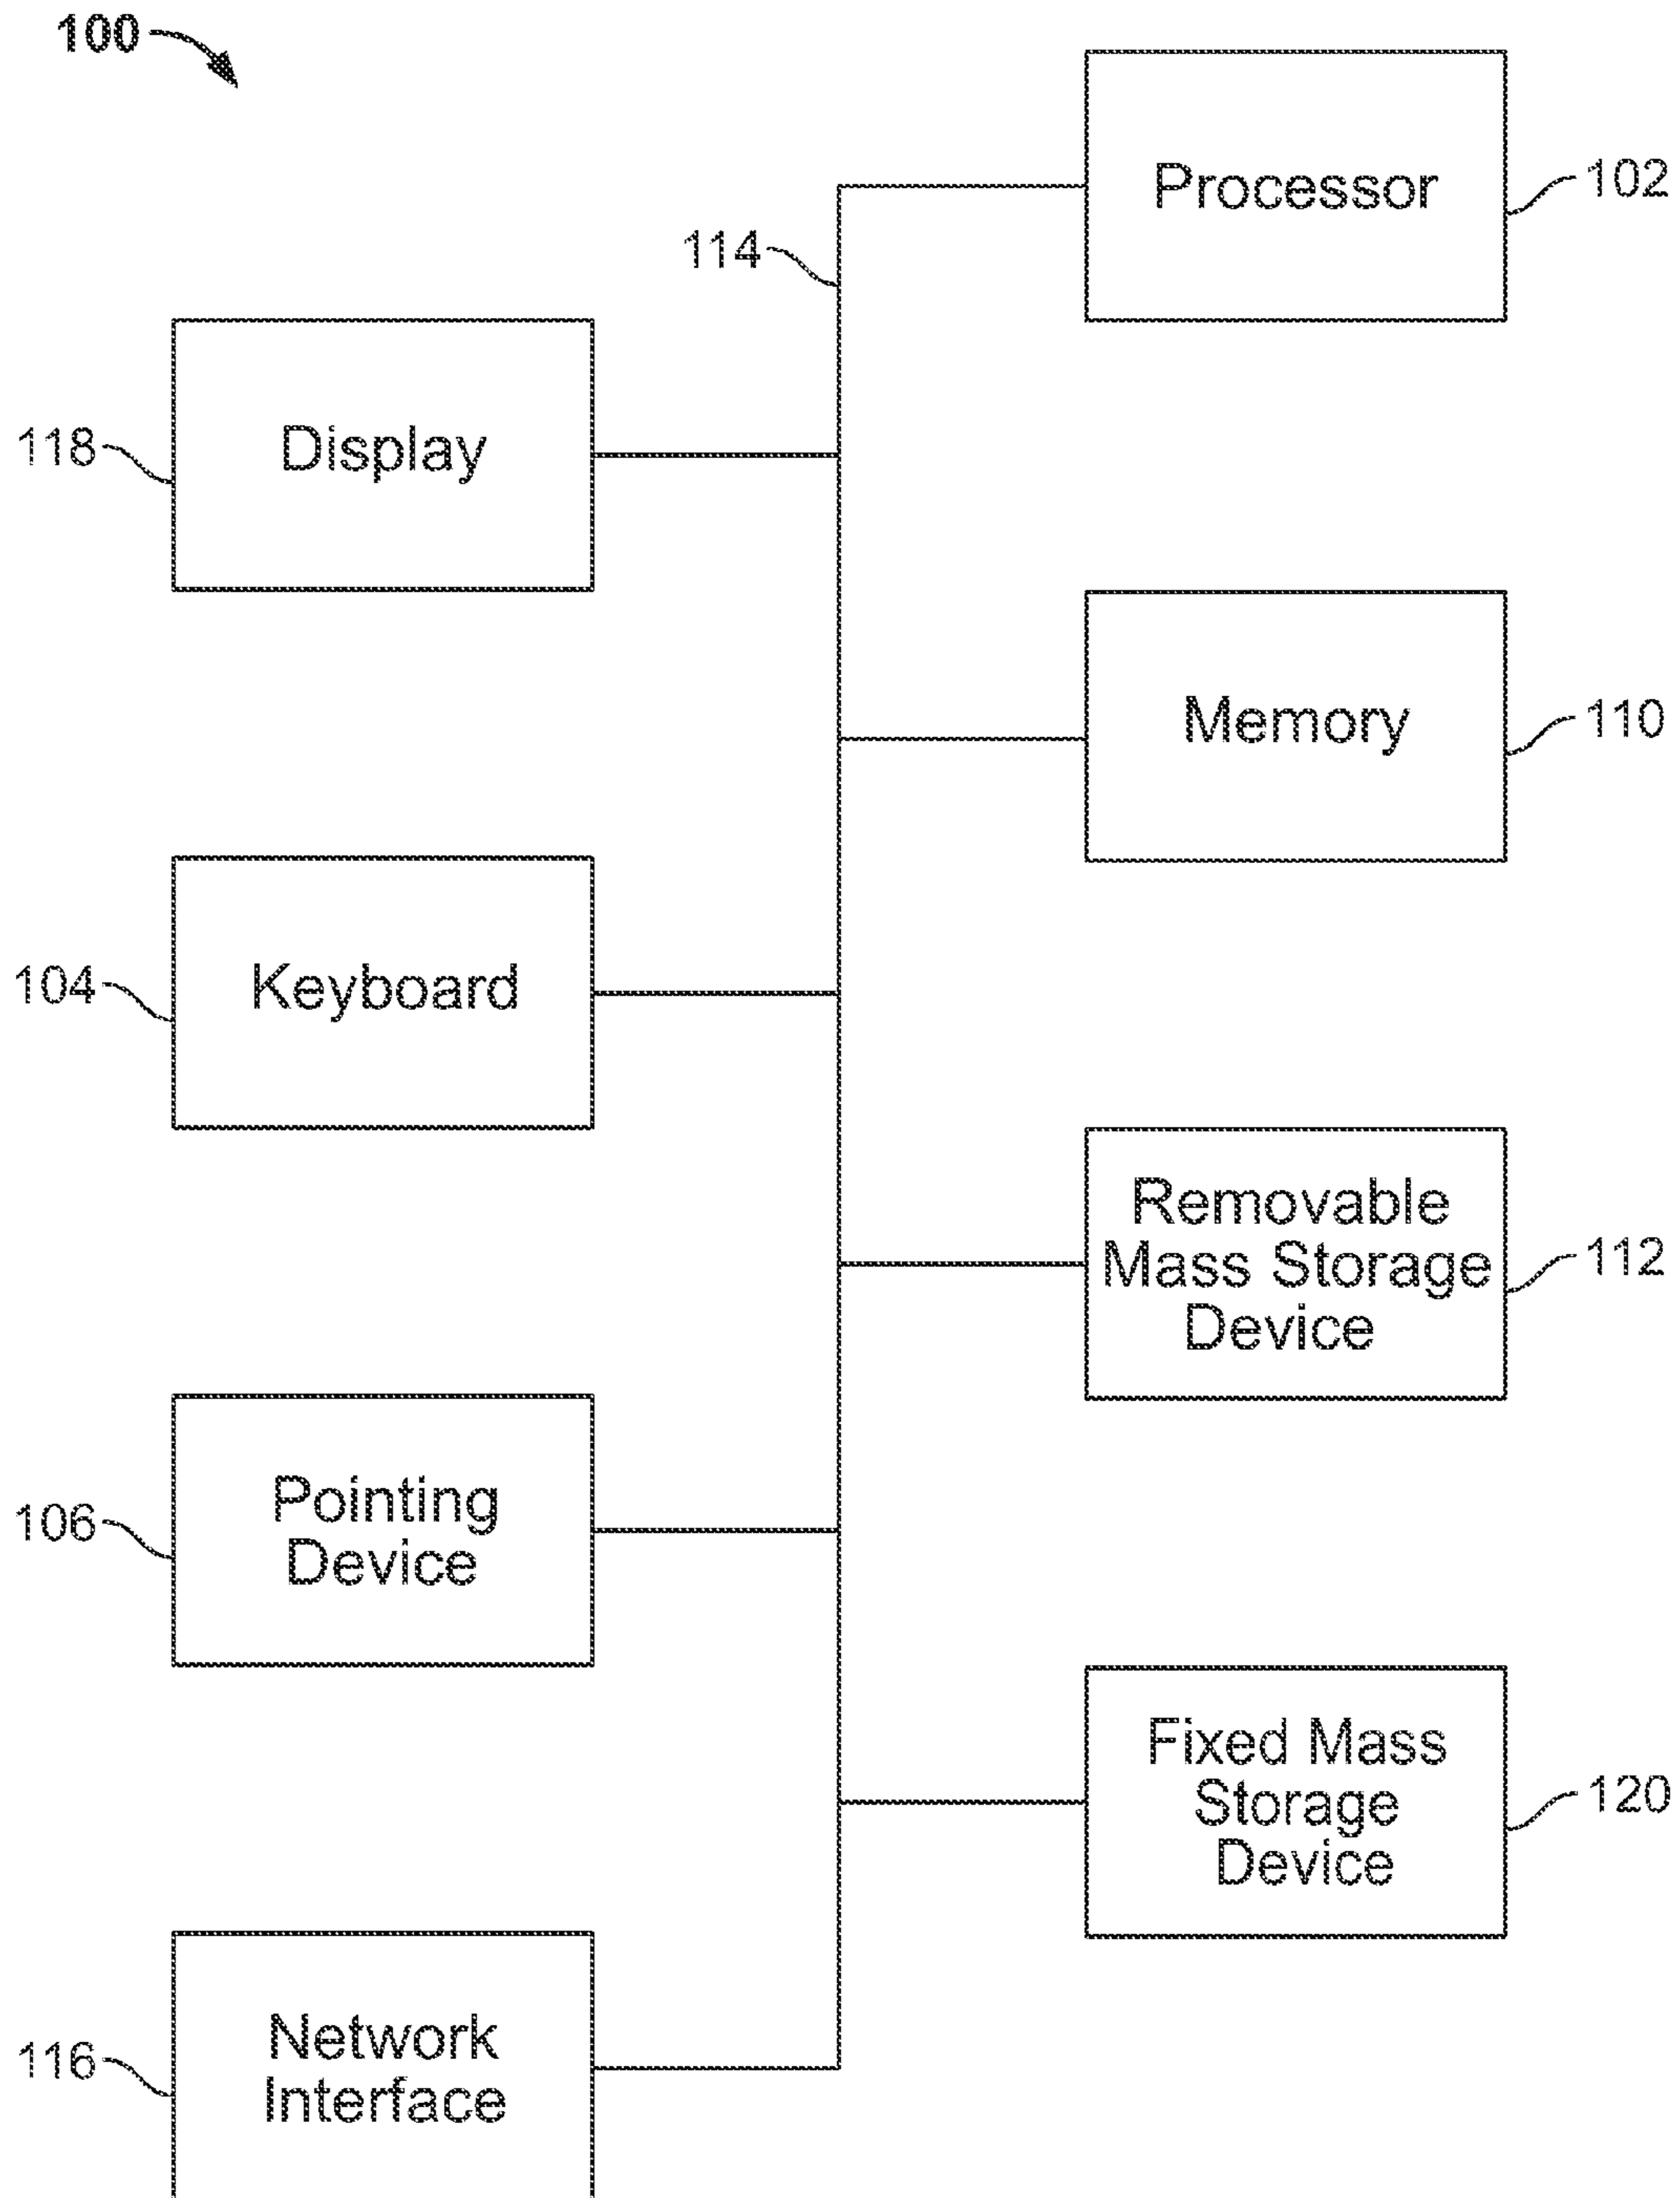 100
Processor
102
114
Display
118
Memory
110
Keyboard
104
Removable
Mass Storage
Device
112
Pointing
Device
106
Fixed Mass
Storage
Device
120
Network
Interface
116